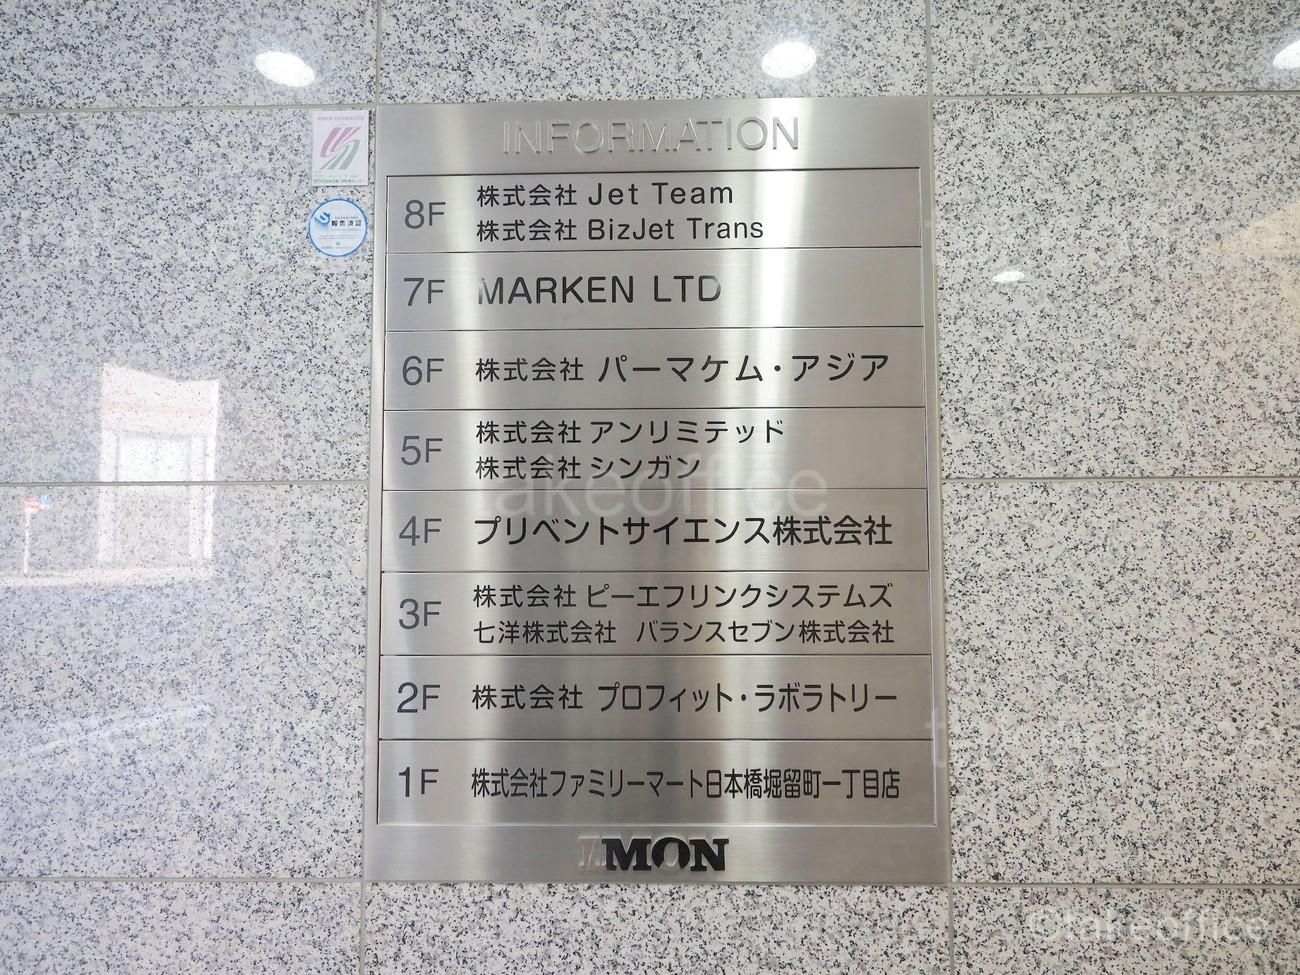 INFORMATION
8F 株式会社 Jet Team
株式会社 BizJet Trans
7F MARKEN LTD
6F 株式会社 パーマケム・アジア
5F 株式会社 アンリミテッド
株式会社 シンガン
4F プリベントサイエンス株式会社
3F 株式会社 ピーエフリンクシステムズ
七洋株式会社 バランスセブン株式会社
2F 株式会社 プロフィット・ラボラトリー
1F 株式会社ファミリーマート日本橋堀留町一丁目店
報告済証
takeoffice
©takeoffice